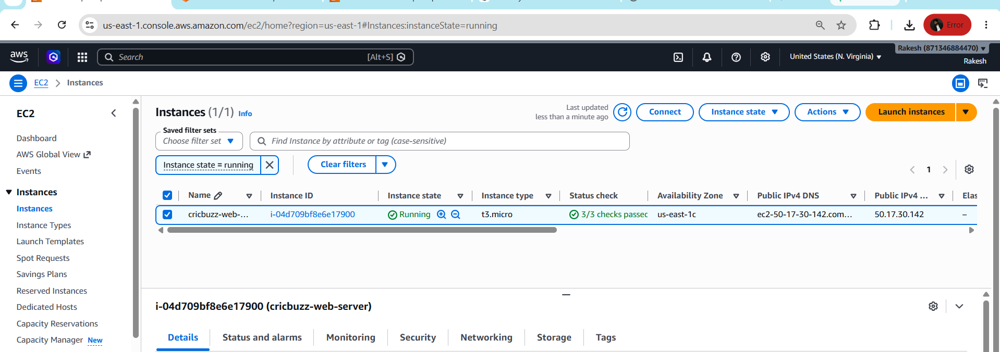 us-east-1.console.aws.amazon.com/ec2/home?region=us-east-1#Instances:instanceState=running
Error
aws
Search
[Alt+S]
United States (N. Virginia)
Rakesh (871346884470)
Rakesh
EC2
Instances
EC2
Dashboard
AWS Global View
Events
Instances
Instances
Instance Types
Launch Templates
Spot Requests
Savings Plans
Reserved Instances
Dedicated Hosts
Capacity Reservations
Capacity Manager New
Instances (1/1) Info
Last updated
less than a minute ago
Connect
Instance state
Actions
Launch instances
Saved filter sets
Choose filter set
Find Instance by attribute or tag (case-sensitive)
Instance state = running
Clear filters
1
Name Instance ID Instance state Instance type Status check Availability Zone Public IPv4 DNS Public IPv4 ... Elas
cricbuzz-web-... i-04d709bf8e6e17900 Running t3.micro 3/3 checks passec us-east-1c ec2-50-17-30-142.com... 50.17.30.142 –
i-04d709bf8e6e17900 (cricbuzz-web-server)
Details Status and alarms Monitoring Security Networking Storage Tags